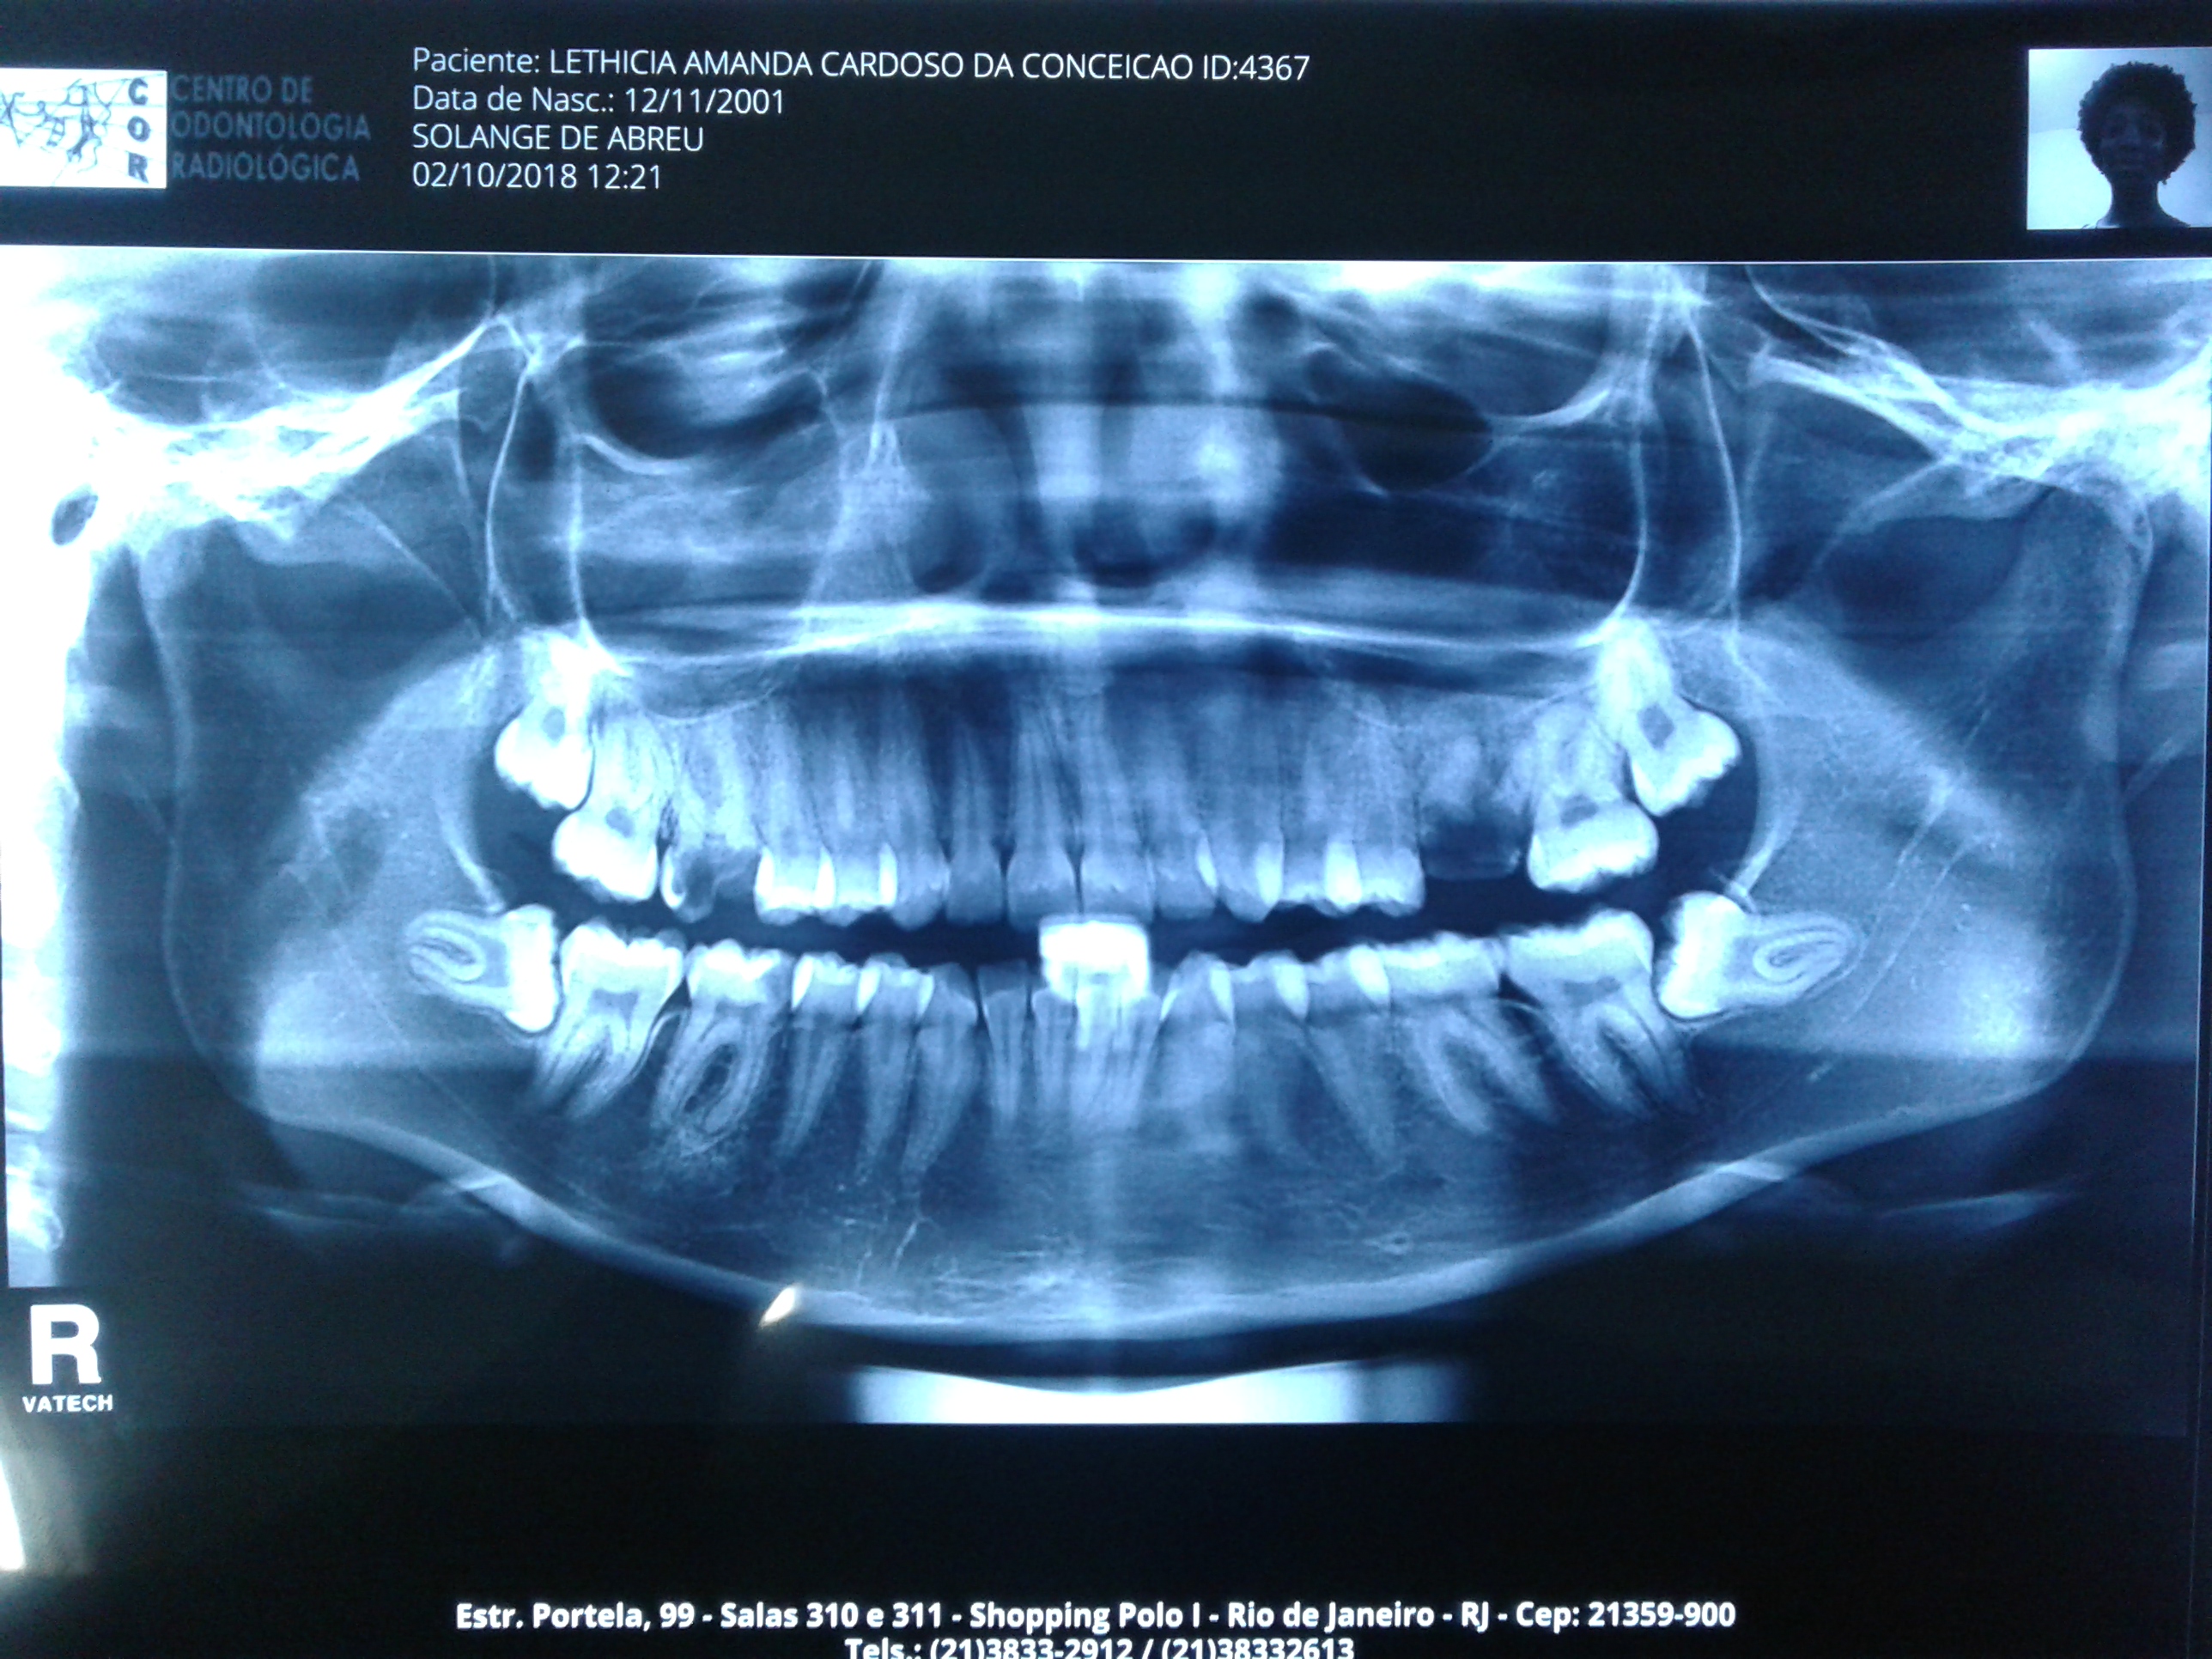 COR
CENTRO DE
ODONTOLOGIA
RADIOLÓGICA
Paciente: LETHICIA AMANDA CARDOSO DA CONCEICAO ID:4367
Data de Nasc.: 12/11/2001
SOLANGE DE ABREU
02/10/2018 12:21
R
VATECH
Estr. Portela, 99 - Salas 310 e 311 - Shopping Polo I - Rio de Janeiro - RJ - Cep: 21359-900
Tels.: (21)3833-2912 / (21)38332613